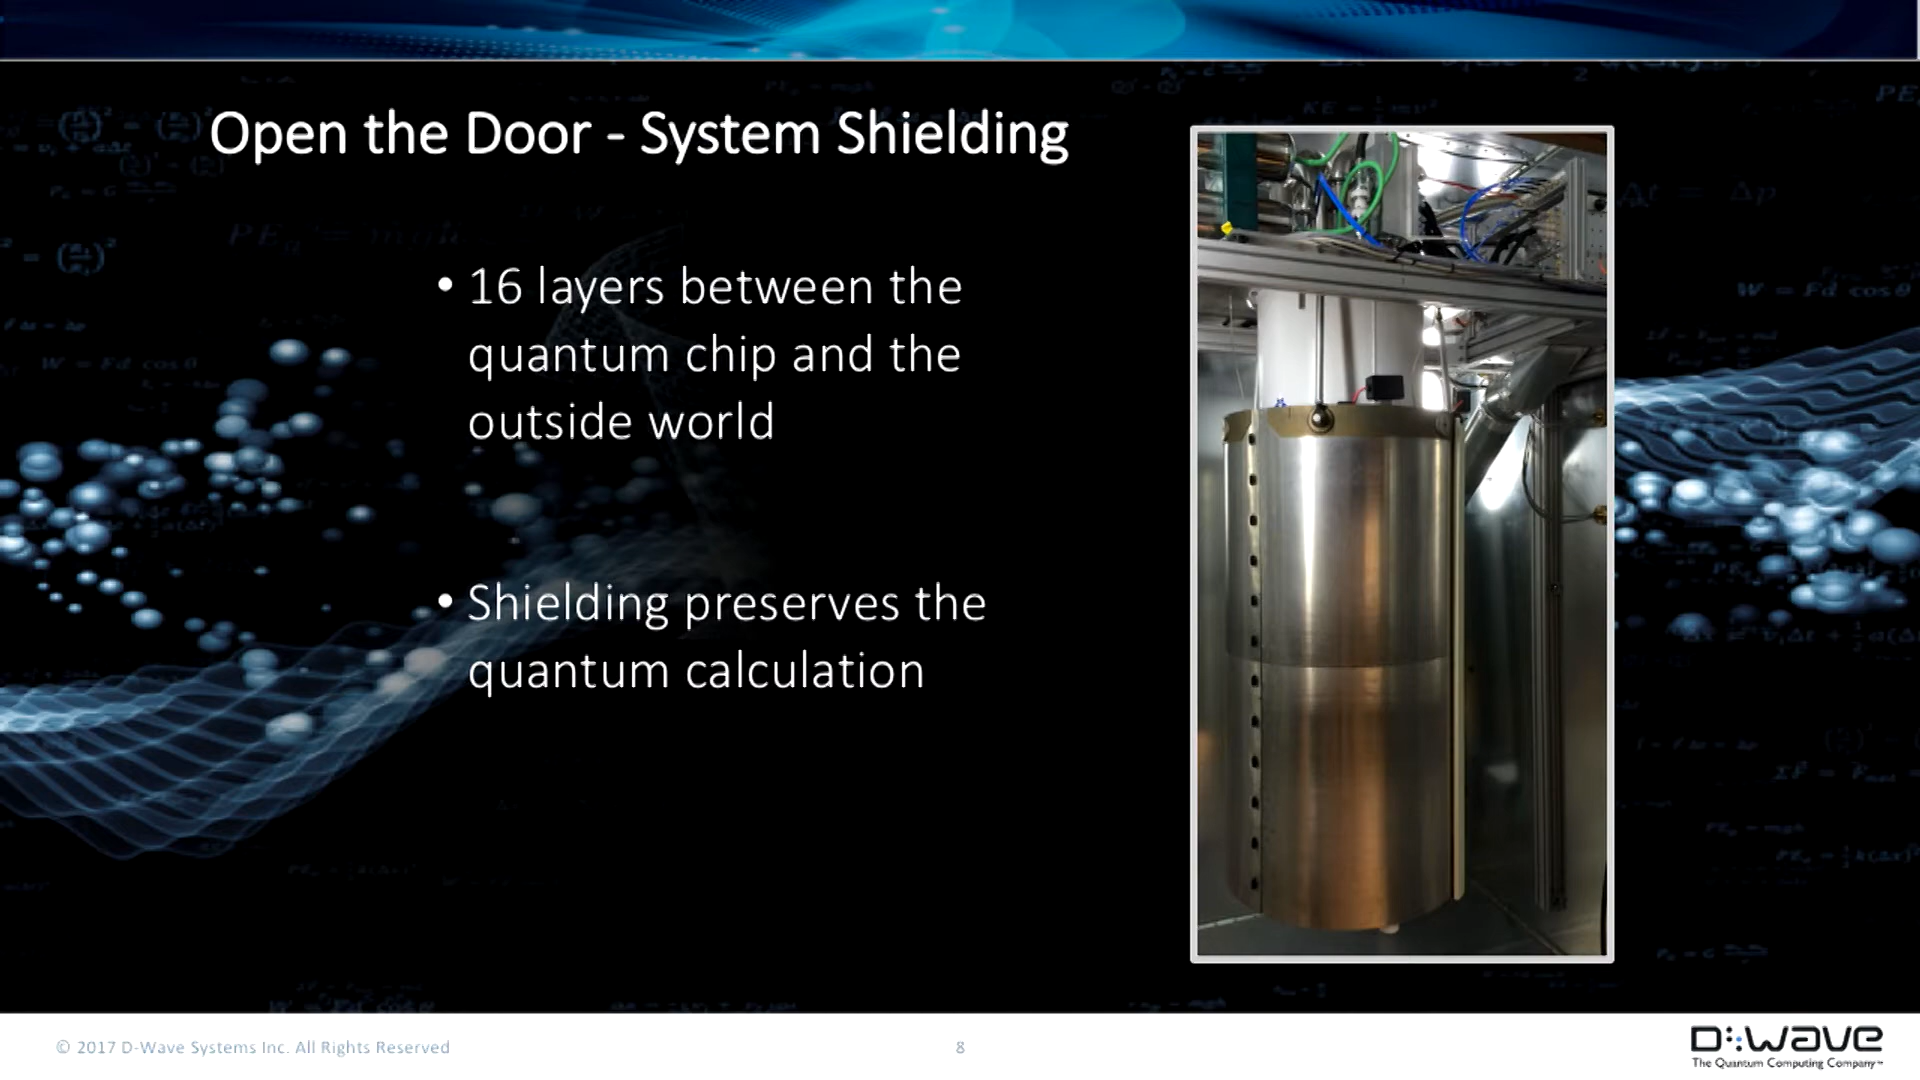 Open the Door - System Shielding
• 16 layers between the
quantum chip and the
outside world
• Shielding preserves the
quantum calculation
© 2017 D-Wave Systems Inc. All Rights Reserved
8
D:wave
The Quantum Computing Company™